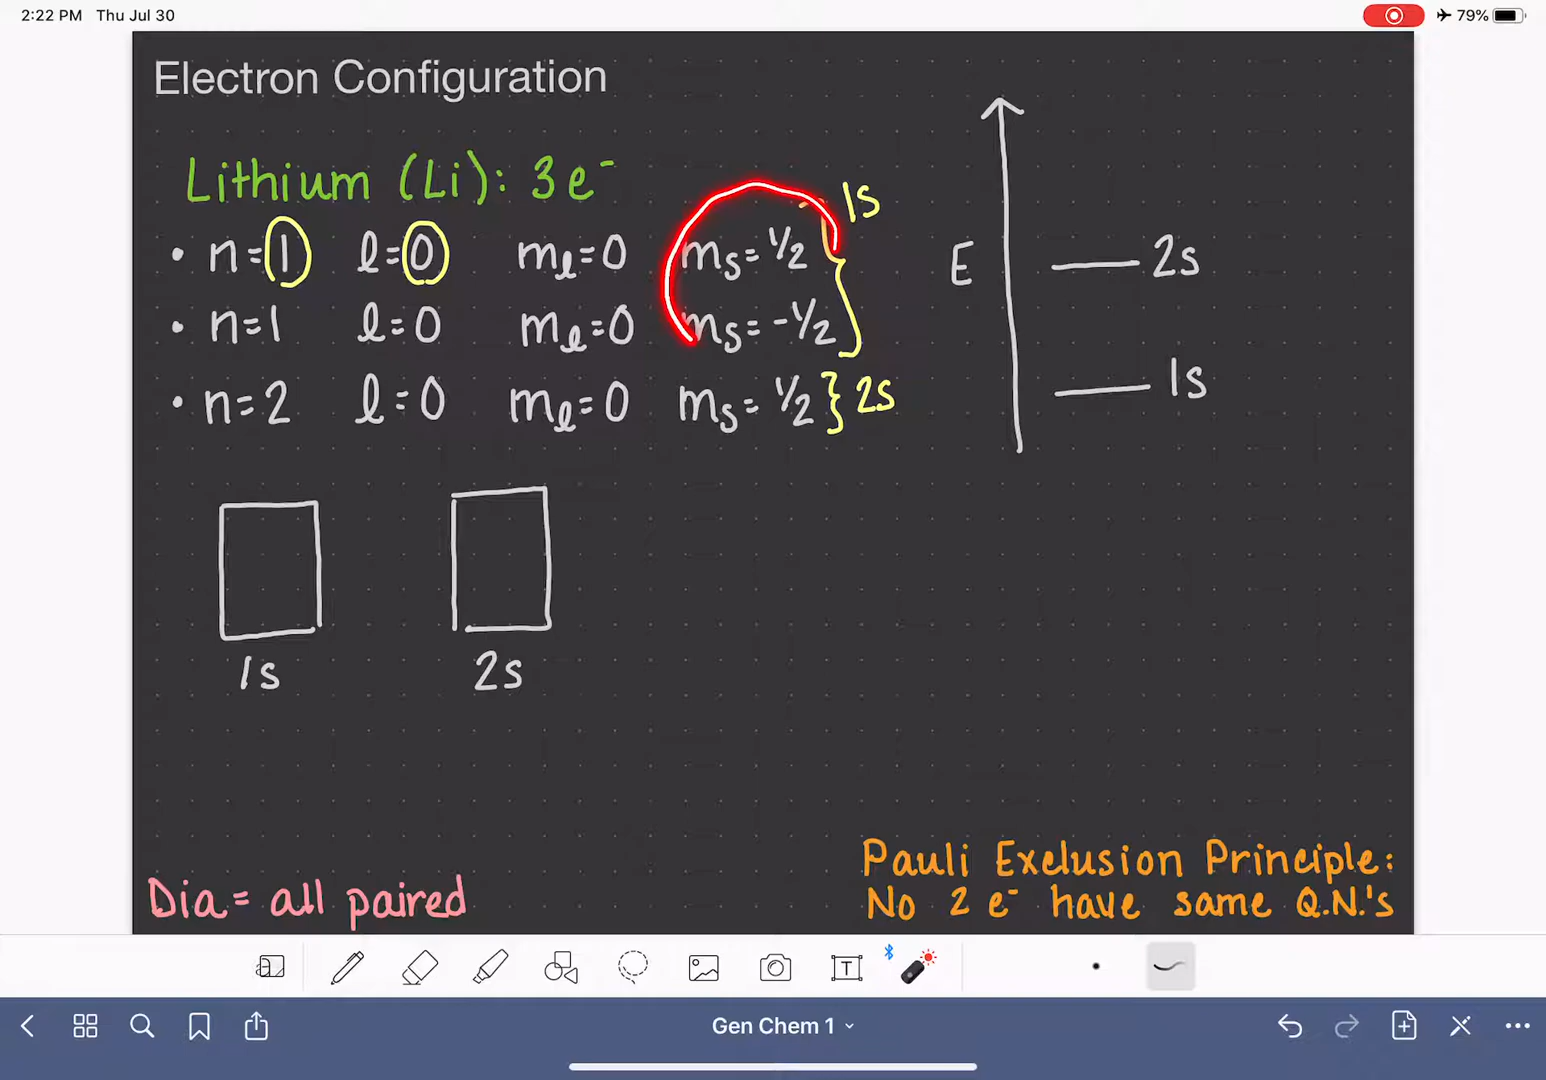 2:22 PM Thu Jul 30
79%
Electron Configuration
Lithium (Li): 3e⁻
• n=1 l=0 mₗ=0 mₛ=½ 1s
• n=1 l=0 mₗ=0 mₛ=-½
• n=2 l=0 mₗ=0 mₛ=½ } 2s
E
2s
1s
1s 2s
Dia= all paired
Pauli Exclusion Principle:
No 2 e⁻ have same Q.N.'s
T
Gen Chem 1